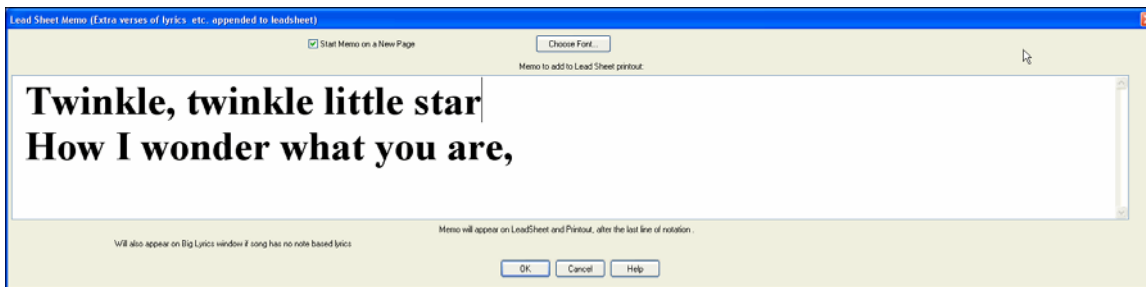 Lead Sheet Memo (Extra verses of lyrics etc. appended to leadsheet)
Start Memo on a New Page
Choose Font...
Memo to add to Lead Sheet printout:
Twinkle, twinkle little star
How I wonder what you are,
Memo will appear on LeadSheet and Printout, after the last line of notation .
Will also appear on Big Lyrics window if song has no note based lyrics
OK
Cancel
Help